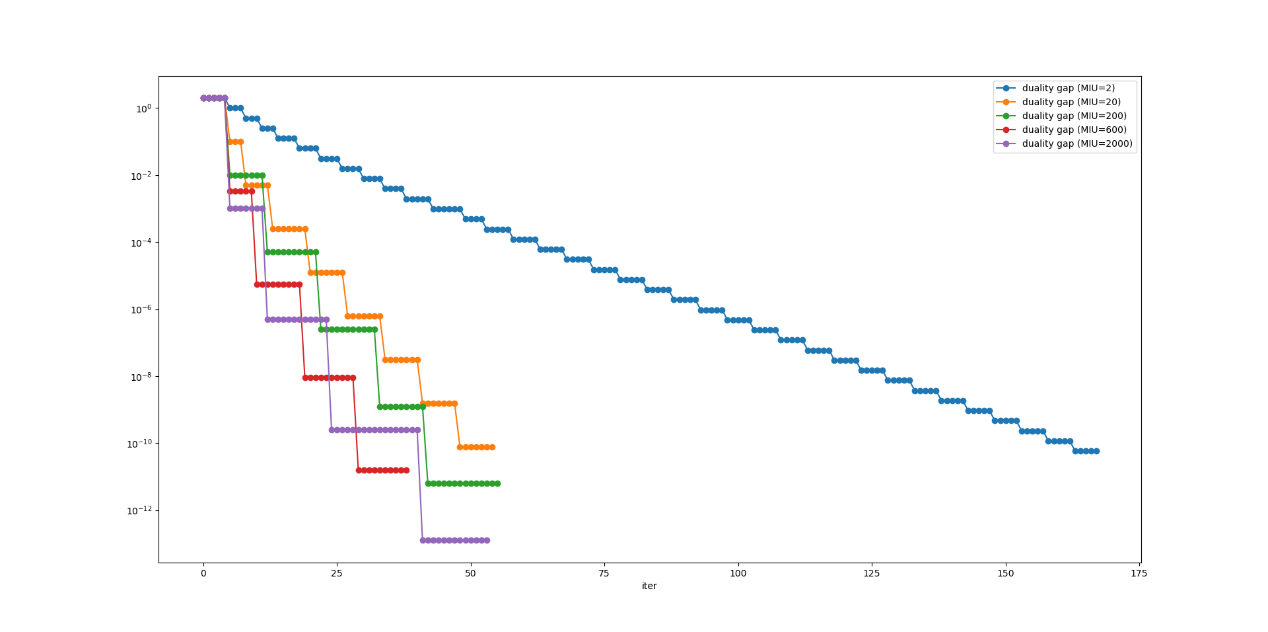 duality gap (MIU=2)
duality gap (MIU=20)
duality gap (MIU=200)
duality gap (MIU=600)
duality gap (MIU=2000)
10⁰
10⁻²
10⁻⁴
10⁻⁶
10⁻⁸
10⁻¹⁰
10⁻¹²
0 25 50 75 100 125 150 175
iter